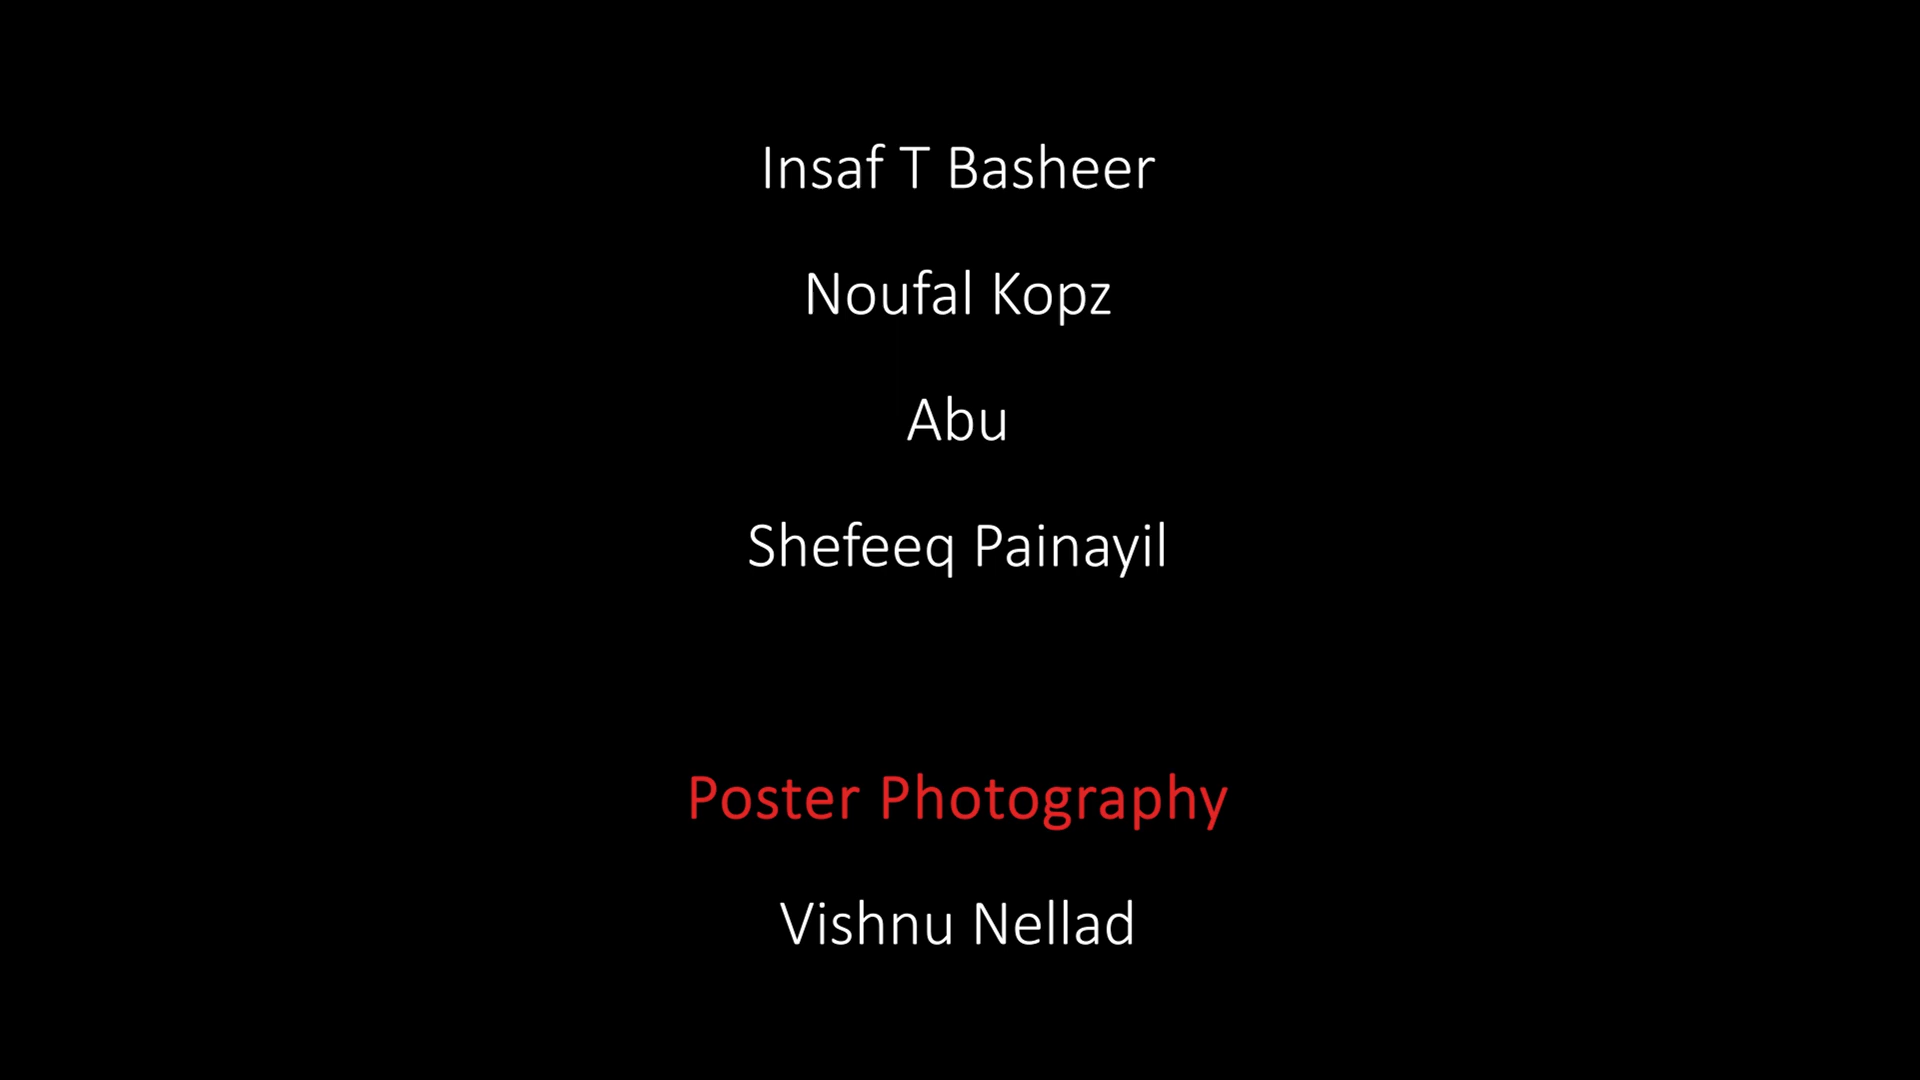 Insaf T Basheer
Noufal Kopz
Abu
Shefeeq Painayil
Poster Photography
Vishnu Nellad